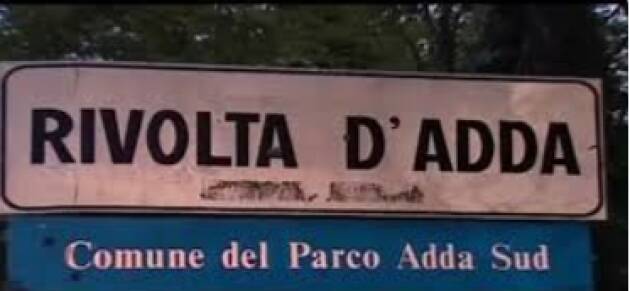 RIVOLTA D'ADDA
Comune del Parco Adda Sud